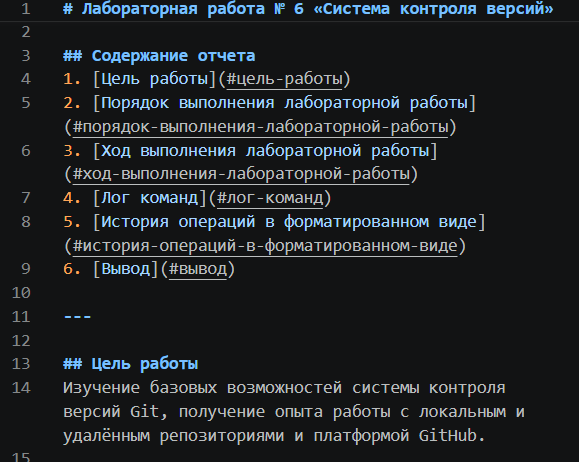 1 # Лабораторная работа № 6 «Система контроля версий»
2
3 ## Содержание отчета
4 1. [Цель работы](#цель-работы)
5 2. [Порядок выполнения лабораторной работы]
(#порядок-выполнения-лабораторной-работы)
6 3. [Ход выполнения лабораторной работы]
(#ход-выполнения-лабораторной-работы)
7 4. [Лог команд](#лог-команд)
8 5. [История операций в форматированном виде]
(#история-операций-в-форматированном-виде)
9 6. [Вывод](#вывод)
10
11 ---
12
13 ## Цель работы
14 Изучение базовых возможностей системы контроля
версий Git, получение опыта работы с локальным и
удалённым репозиториями и платформой GitHub.
15